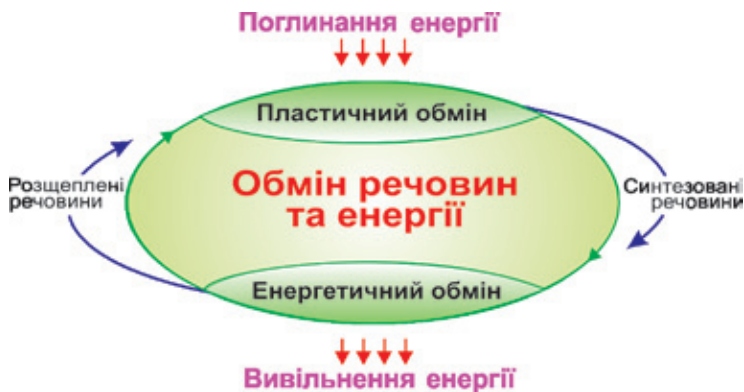 Поглинання енергії
Пластичний обмін
Розщеплені
речовини
Обмін речовин
та енергії
Синтезовані
речовини
Енергетичний обмін
Вивільнення енергії